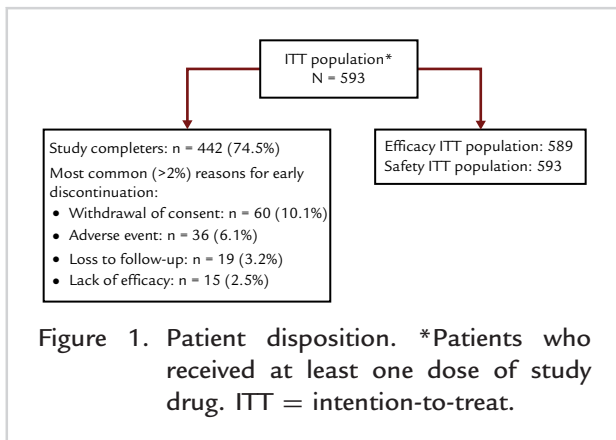 ITT population*
N = 593
Study completers: n = 442 (74.5%)
Most common (>2%) reasons for early
discontinuation:
• Withdrawal of consent: n = 60 (10.1%)
• Adverse event: n = 36 (6.1%)
• Loss to follow-up: n = 19 (3.2%)
• Lack of efficacy: n = 15 (2.5%)
Efficacy ITT population: 589
Safety ITT population: 593
Figure 1. Patient disposition. *Patients who
received at least one dose of study
drug. ITT = intention-to-treat.